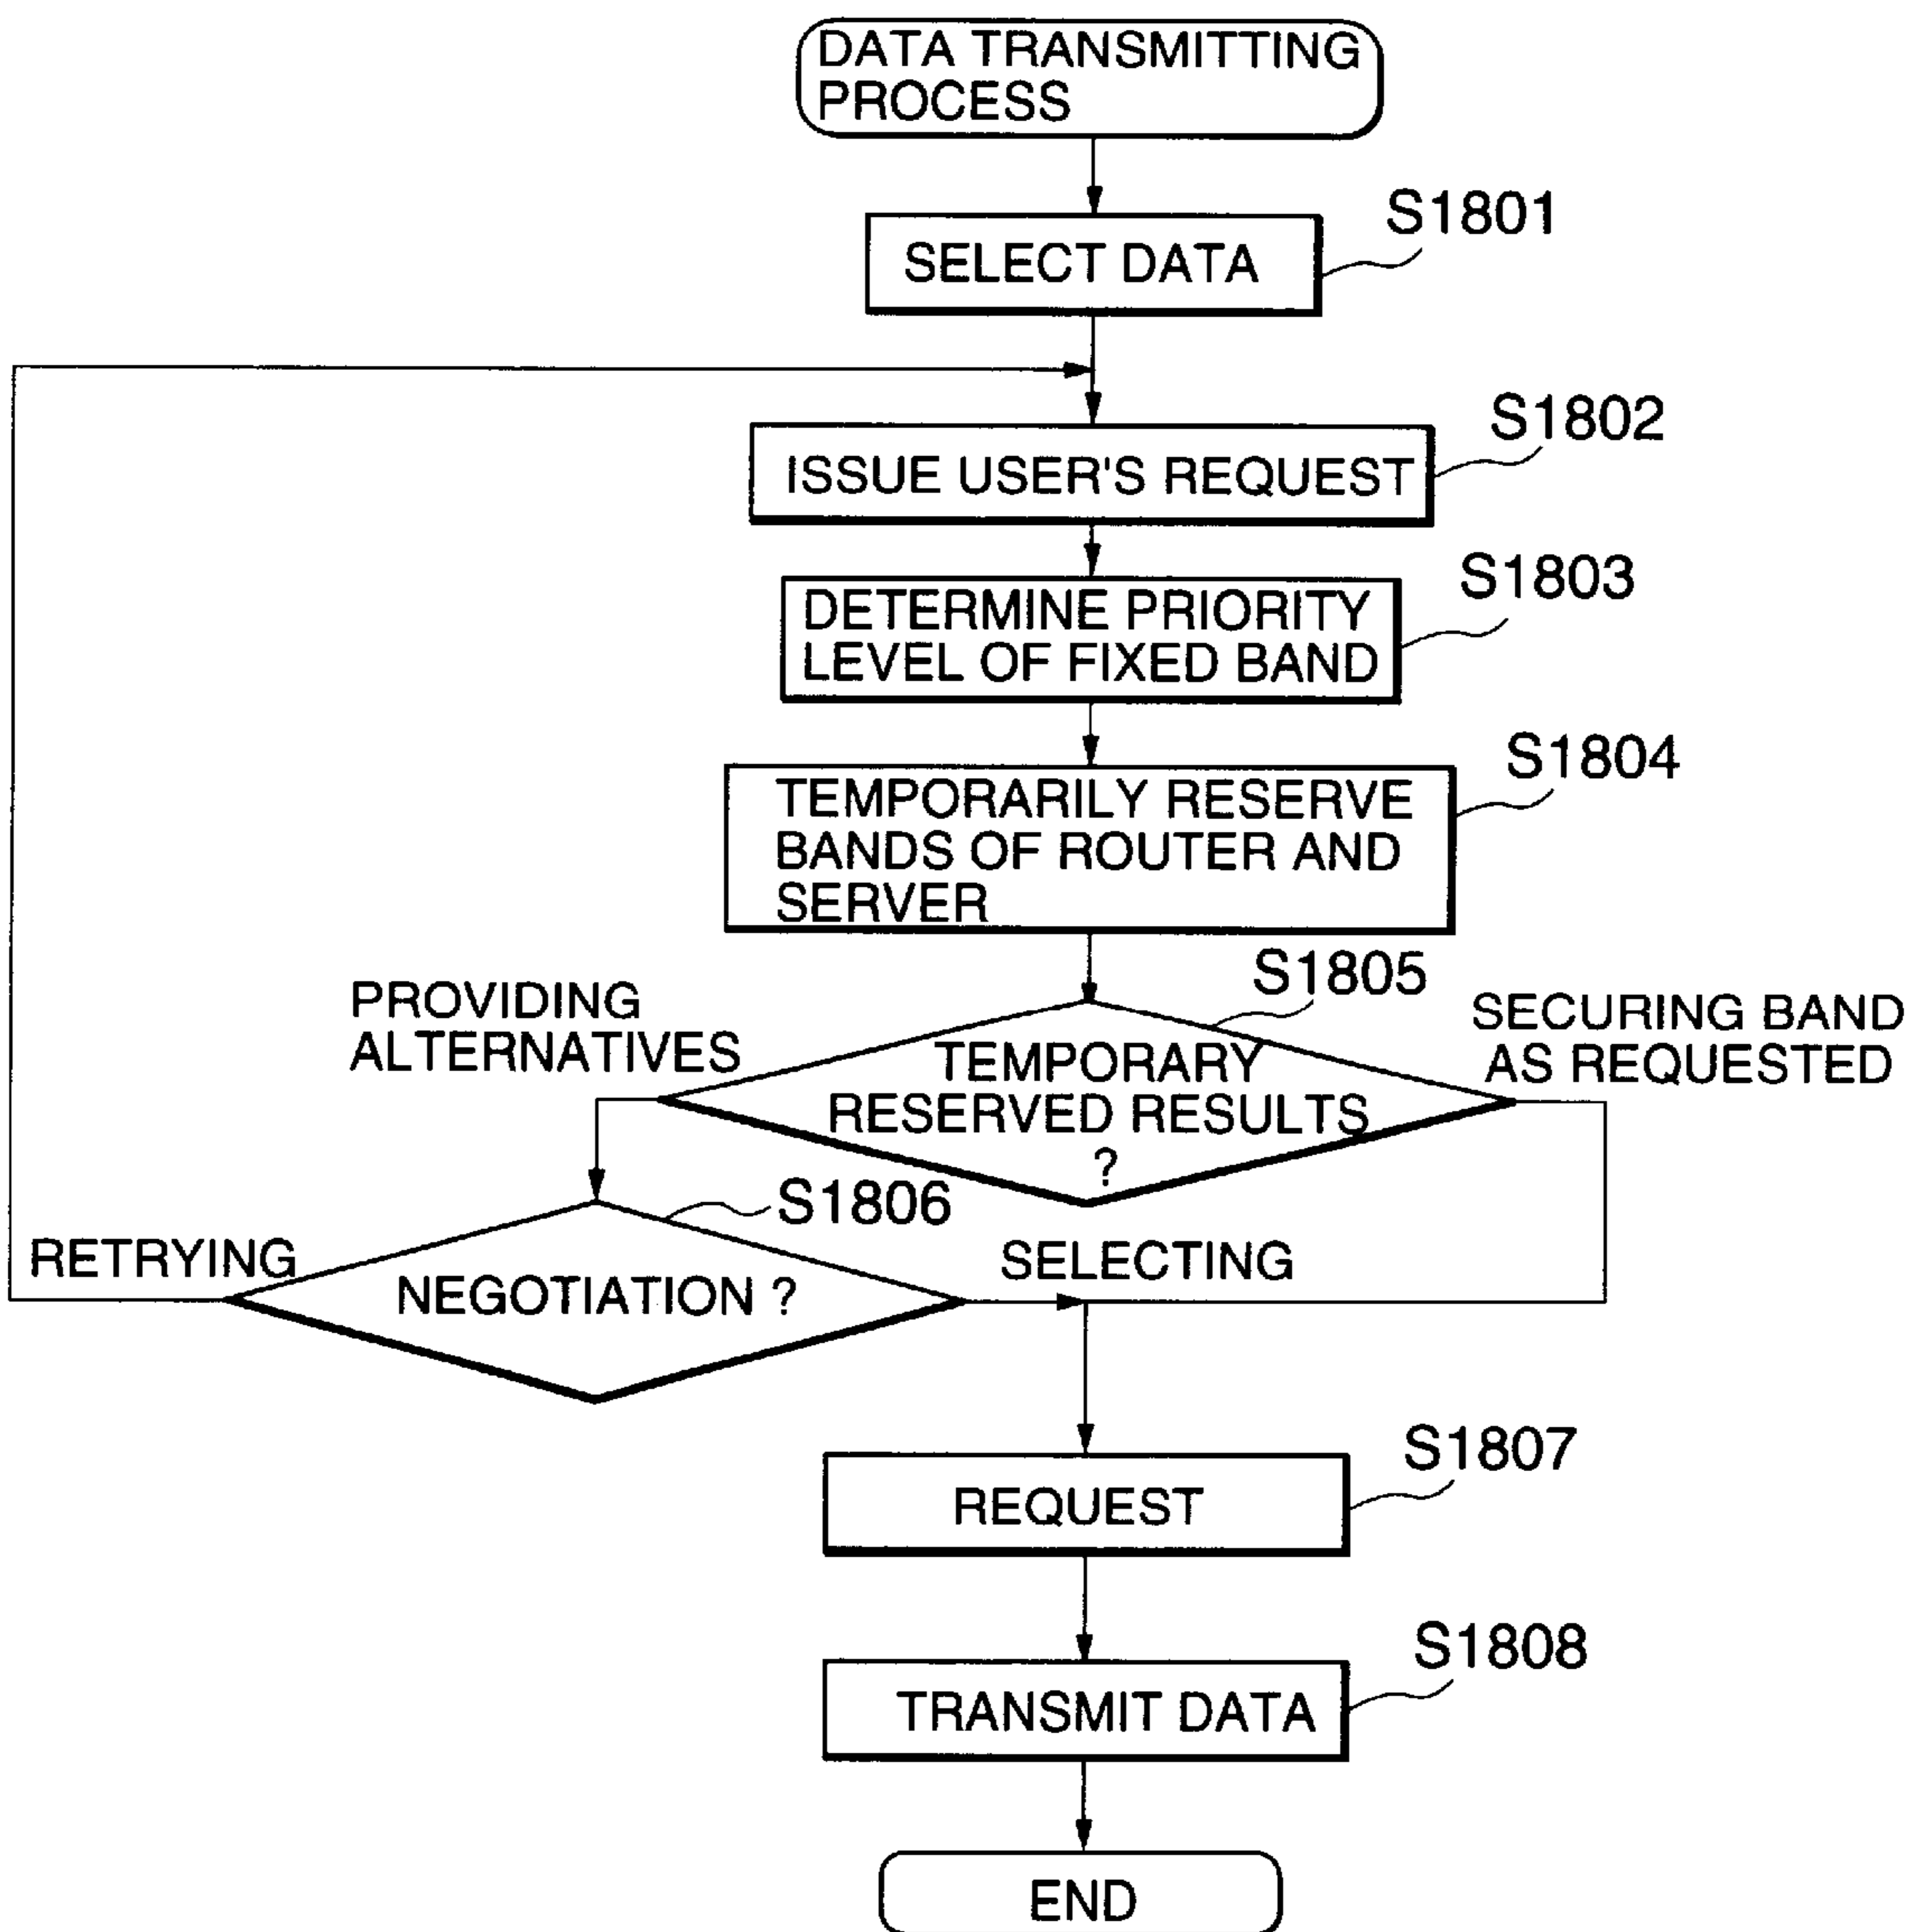 DATA TRANSMITTING
PROCESS
S1801
SELECT DATA
S1802
ISSUE USER'S REQUEST
S1803
DETERMINE PRIORITY
LEVEL OF FIXED BAND
S1804
TEMPORARILY RESERVE
BANDS OF ROUTER AND
SERVER
S1805
PROVIDING
ALTERNATIVES
SECURING BAND
AS REQUESTED
TEMPORARY
RESERVED RESULTS
?
S1806
RETRYING
NEGOTIATION ?
SELECTING
S1807
REQUEST
S1808
TRANSMIT DATA
END